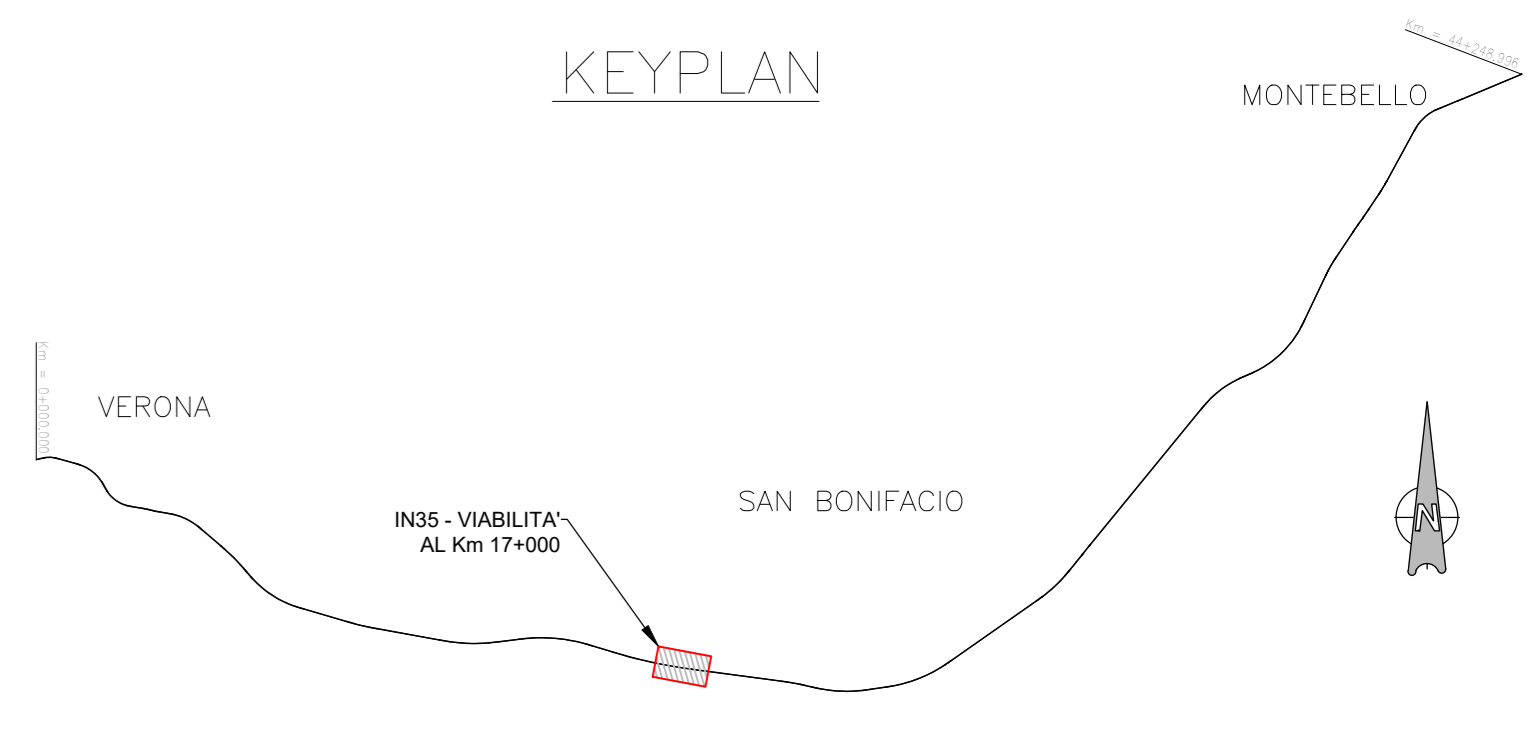 KEYPLAN
Km = 44+248.996
MONTEBELLO
Km = 0+000.000
VERONA
SAN BONIFACIO
IN35 - VIABILITA'
AL Km 17+000
N